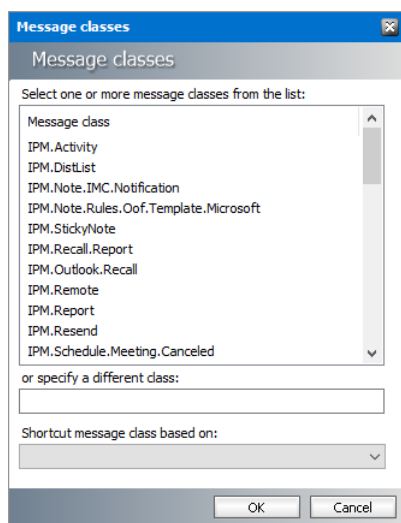 Message classes
Message classes
Select one or more message classes from the list:
Message class
IPM.Activity
IPM.DistList
IPM.Note.IMC.Notification
IPM.Note.Rules.Oof.Template.Microsoft
IPM.StickyNote
IPM.Recall.Report
IPM.Outlook.Recall
IPM.Remote
IPM.Report
IPM.Resend
IPM.Schedule.Meeting.Canceled
or specify a different class:
Shortcut message class based on:
OK Cancel